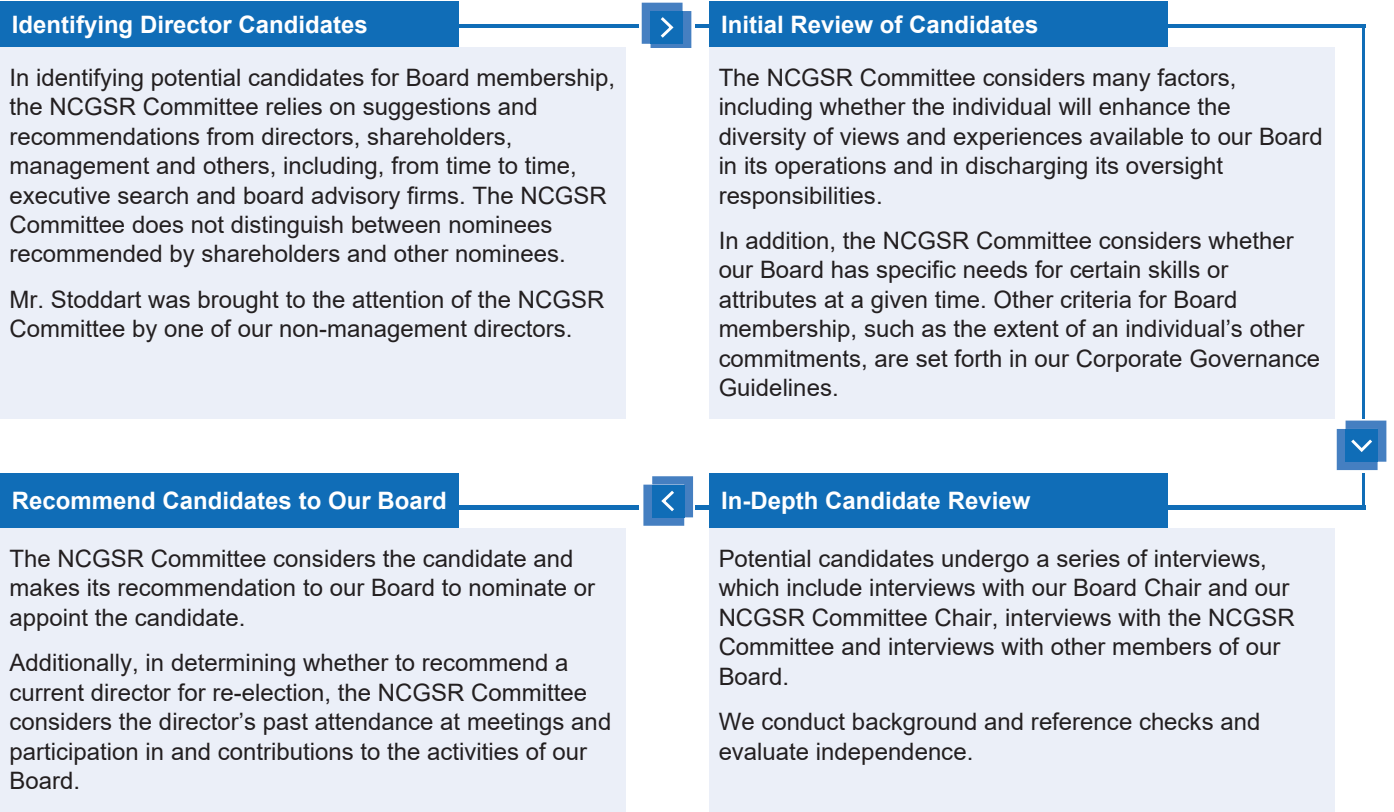 Identifying Director Candidates
In identifying potential candidates for Board membership,
the NCGSR Committee relies on suggestions and
recommendations from directors, shareholders,
management and others, including, from time to time,
executive search and board advisory firms. The NCGSR
Committee does not distinguish between nominees
recommended by shareholders and other nominees.
Mr. Stoddart was brought to the attention of the NCGSR
Committee by one of our non-management directors.
Initial Review of Candidates
The NCGSR Committee considers many factors,
including whether the individual will enhance the
diversity of views and experiences available to our Board
in its operations and in discharging its oversight
responsibilities.
In addition, the NCGSR Committee considers whether
our Board has specific needs for certain skills or
attributes at a given time. Other criteria for Board
membership, such as the extent of an individual’s other
commitments, are set forth in our Corporate Governance
Guidelines.
In-Depth Candidate Review
Potential candidates undergo a series of interviews,
which include interviews with our Board Chair and our
NCGSR Committee Chair, interviews with the NCGSR
Committee and interviews with other members of our
Board.
We conduct background and reference checks and
evaluate independence.
Recommend Candidates to Our Board
The NCGSR Committee considers the candidate and
makes its recommendation to our Board to nominate or
appoint the candidate.
Additionally, in determining whether to recommend a
current director for re-election, the NCGSR Committee
considers the director’s past attendance at meetings and
participation in and contributions to the activities of our
Board.